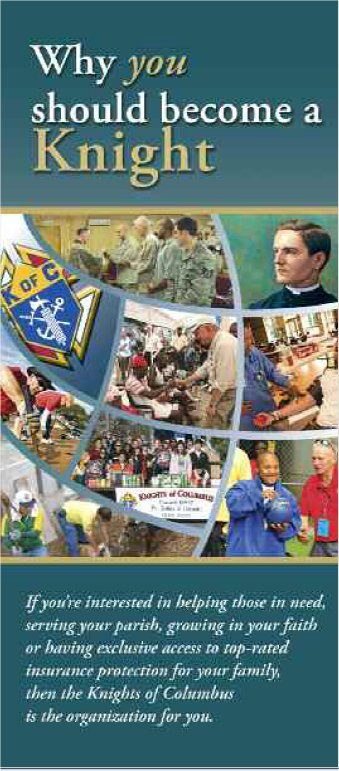 Why you
should become a
Knight
K OF C
KNIGHTS OF COLUMBUS
If you're interested in helping those in need,
serving your parish, growing in your faith
or having exclusive access to top-rated
insurance protection for your family,
then the Knights of Columbus
is the organization for you.